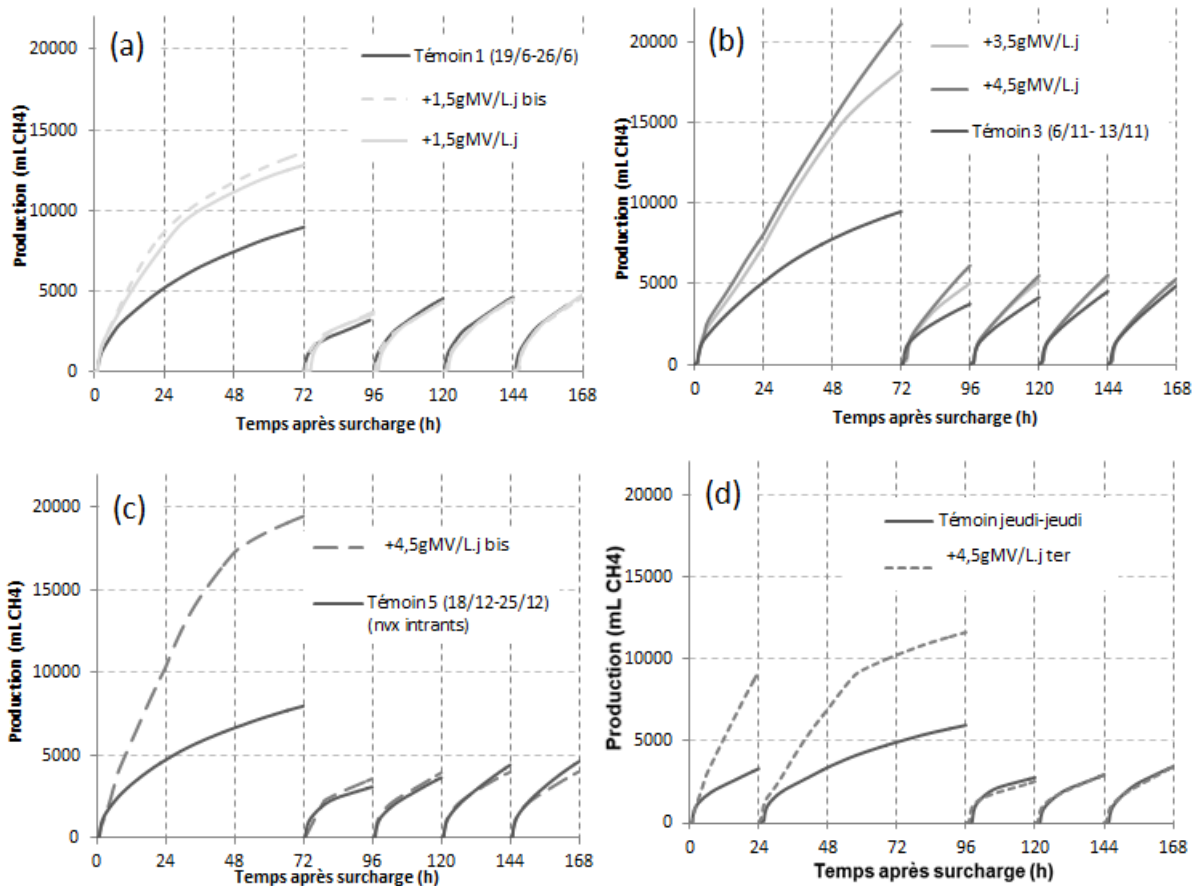 (a)
20000
15000
10000
5000
0
Production (mL CH4)
Témoin 1 (19/6-26/6)
+1,5gMV/L.j bis
+1,5gMV/L.j
0 24 48 72 96 120 144 168
Temps après surcharge (h)
(b)
20000
15000
10000
5000
0
Production (mL CH4)
+3,5gMV/L.j
+4,5gMV/L.j
Témoin 3 (6/11- 13/11)
0 24 48 72 96 120 144 168
Temps après surcharge (h)
(c)
20000
15000
10000
5000
0
Production (mL CH4)
+4,5gMV/L.j bis
Témoin 5 (18/12-25/12)
(nvx intrants)
0 24 48 72 96 120 144 168
Temps après surcharge (h)
(d)
20000
15000
10000
5000
0
Production (mL CH4)
Témoin jeudi-jeudi
+4,5gMV/L.j ter
0 24 48 72 96 120 144 168
Temps après surcharge (h)